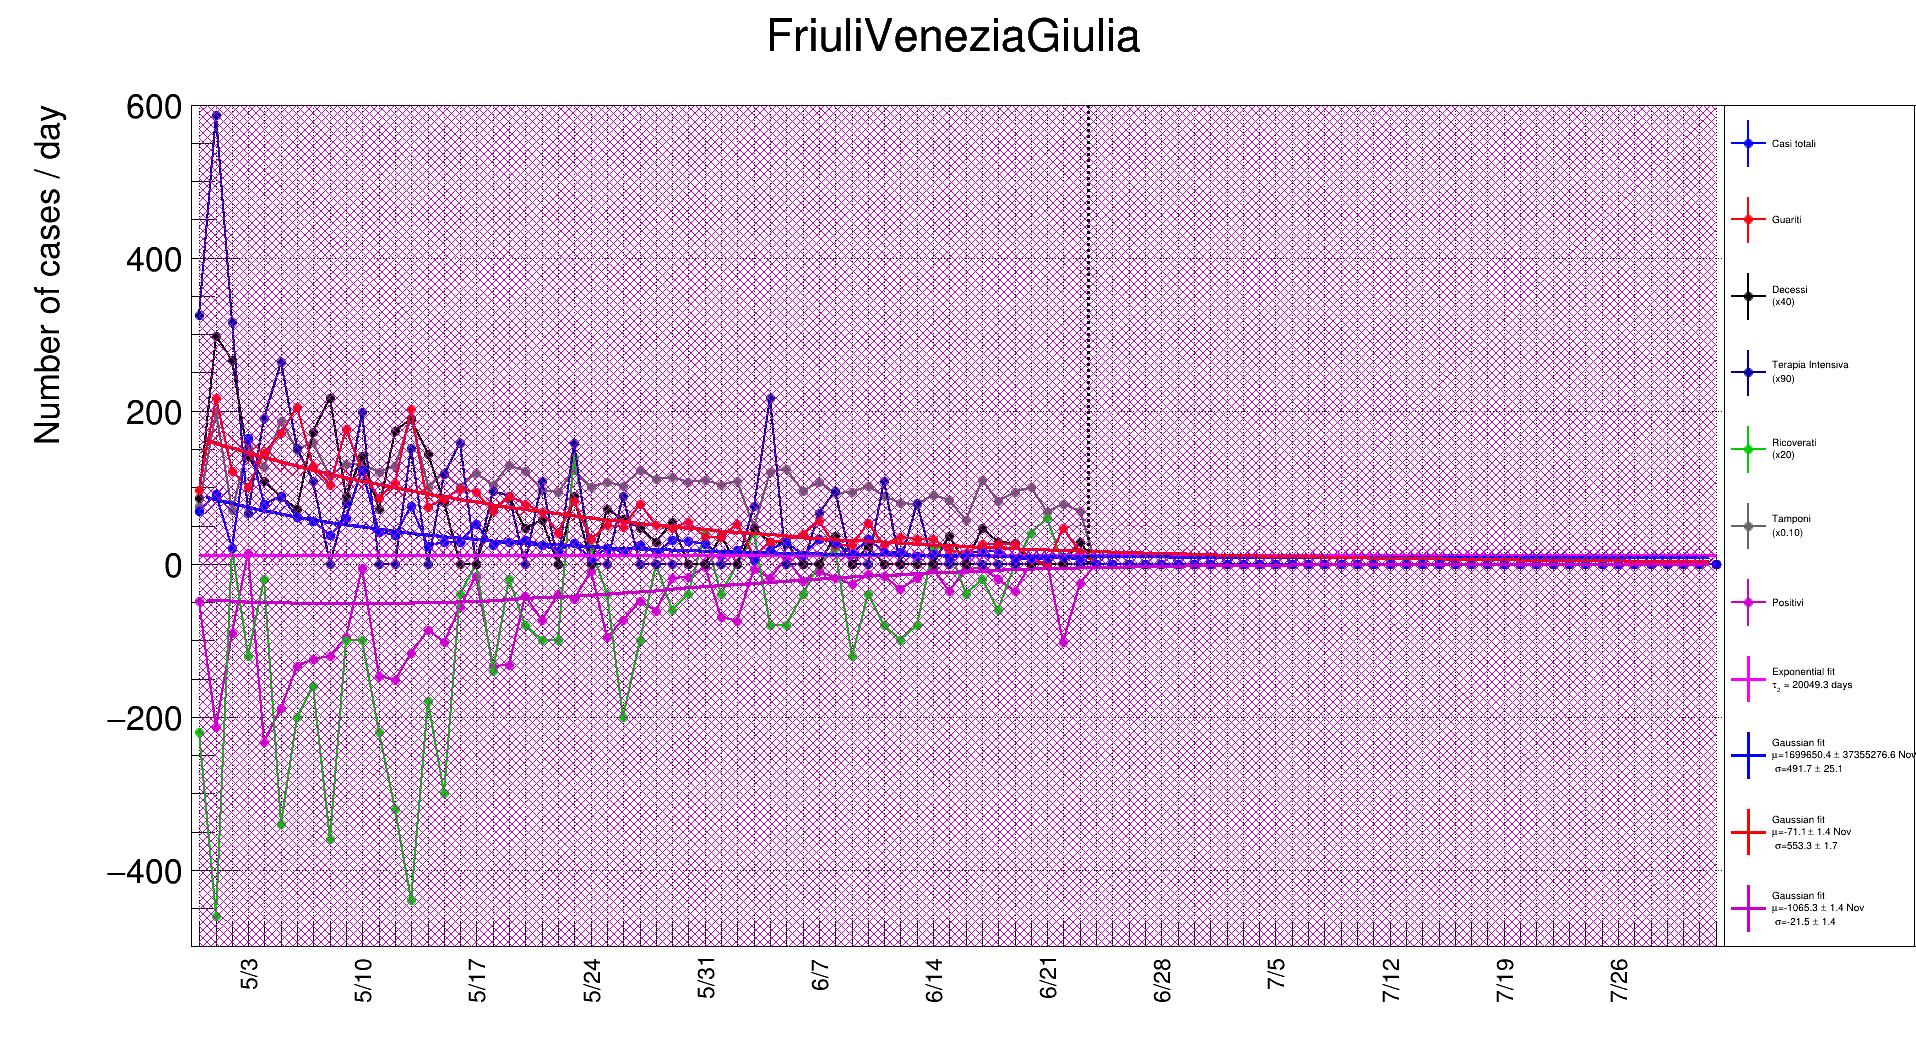 FriuliVeneziaGiulia
Number of cases / day
600
400
200
0
−200
−400
5/3
5/10
5/17
5/24
5/31
6/7
6/14
6/21
6/28
7/5
7/12
7/19
7/26
Casi totali
Guariti
Decessi
(x40)
Terapia Intensiva
(x90)
Ricoverati
(x20)
Tamponi
(x0.10)
Positivi
Exponential fit
τ₂ = 20049.3 days
Gaussian fit
μ=1699650.4 ± 37355276.6 Nov
σ=491.7 ± 25.1
Gaussian fit
μ=-71.1 ± 1.4 Nov
σ=553.3 ± 1.7
Gaussian fit
μ=-1065.3 ± 1.4 Nov
σ=-21.5 ± 1.4